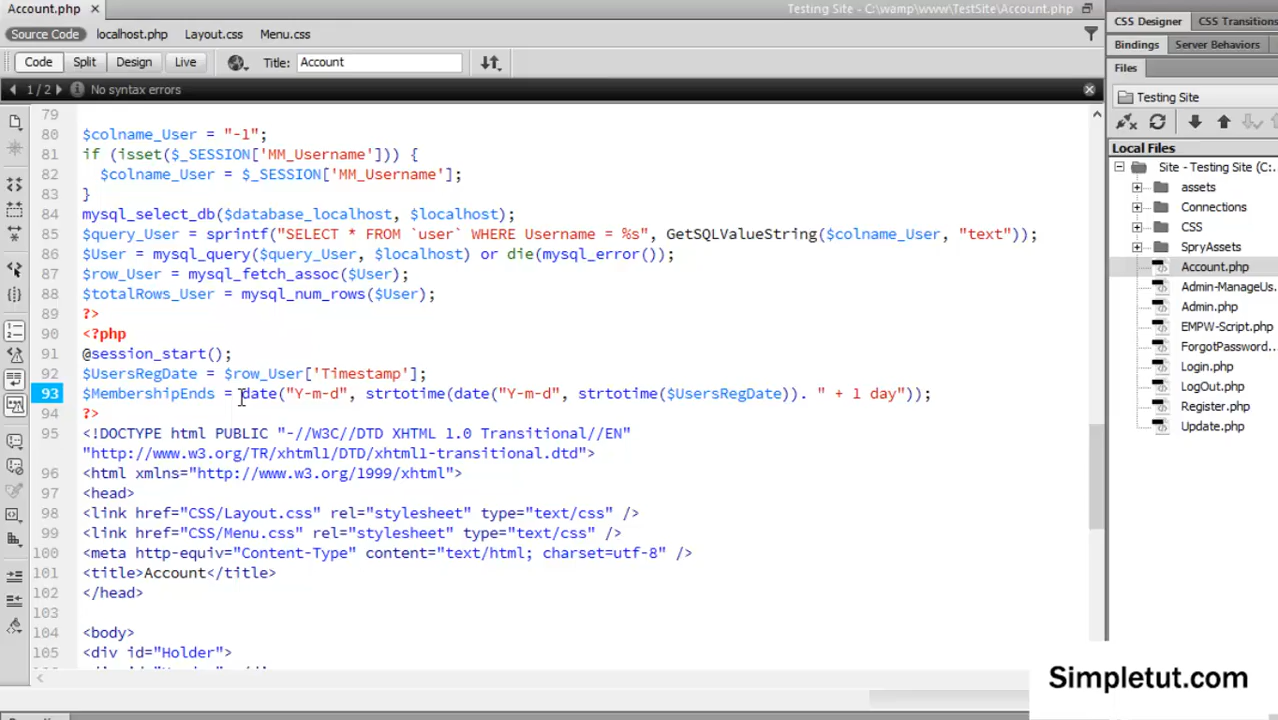 Account.php ×
Testing Site - C:\wamp\www\TestSite\Account.php
Source Code localhost.php Layout.css Menu.css
Code Split Design Live Title: Account
1 / 2 No syntax errors
79
80 $colname_User = "-1";
81 if (isset($_SESSION['MM_Username'])) {
82 $colname_User = $_SESSION['MM_Username'];
83 }
84 mysql_select_db($database_localhost, $localhost);
85 $query_User = sprintf("SELECT * FROM `user` WHERE Username = %s", GetSQLValueString($colname_User, "text"));
86 $User = mysql_query($query_User, $localhost) or die(mysql_error());
87 $row_User = mysql_fetch_assoc($User);
88 $totalRows_User = mysql_num_rows($User);
89 ?>
90 <?php
91 @session_start();
92 $UsersRegDate = $row_User['Timestamp'];
93 $MembershipEnds = date("Y-m-d", strtotime(date("Y-m-d", strtotime($UsersRegDate)). " + 1 day"));
94 ?>
95 <!DOCTYPE html PUBLIC "-//W3C//DTD XHTML 1.0 Transitional//EN"
"http://www.w3.org/TR/xhtml1/DTD/xhtml1-transitional.dtd">
96 <html xmlns="http://www.w3.org/1999/xhtml">
97 <head>
98 <link href="CSS/Layout.css" rel="stylesheet" type="text/css" />
99 <link href="CSS/Menu.css" rel="stylesheet" type="text/css" />
100 <meta http-equiv="Content-Type" content="text/html; charset=utf-8" />
101 <title>Account</title>
102 </head>
103
104 <body>
105 <div id="Holder">
CSS Designer CSS Transitions
Bindings Server Behaviors
Files
Testing Site
Local Files
Site - Testing Site (C:
assets
Connections
CSS
SpryAssets
Account.php
Admin-ManageUs.
Admin.php
EMPW-Script.php
ForgotPassword..
Login.php
LogOut.php
Register.php
Update.php
Simpletut.com